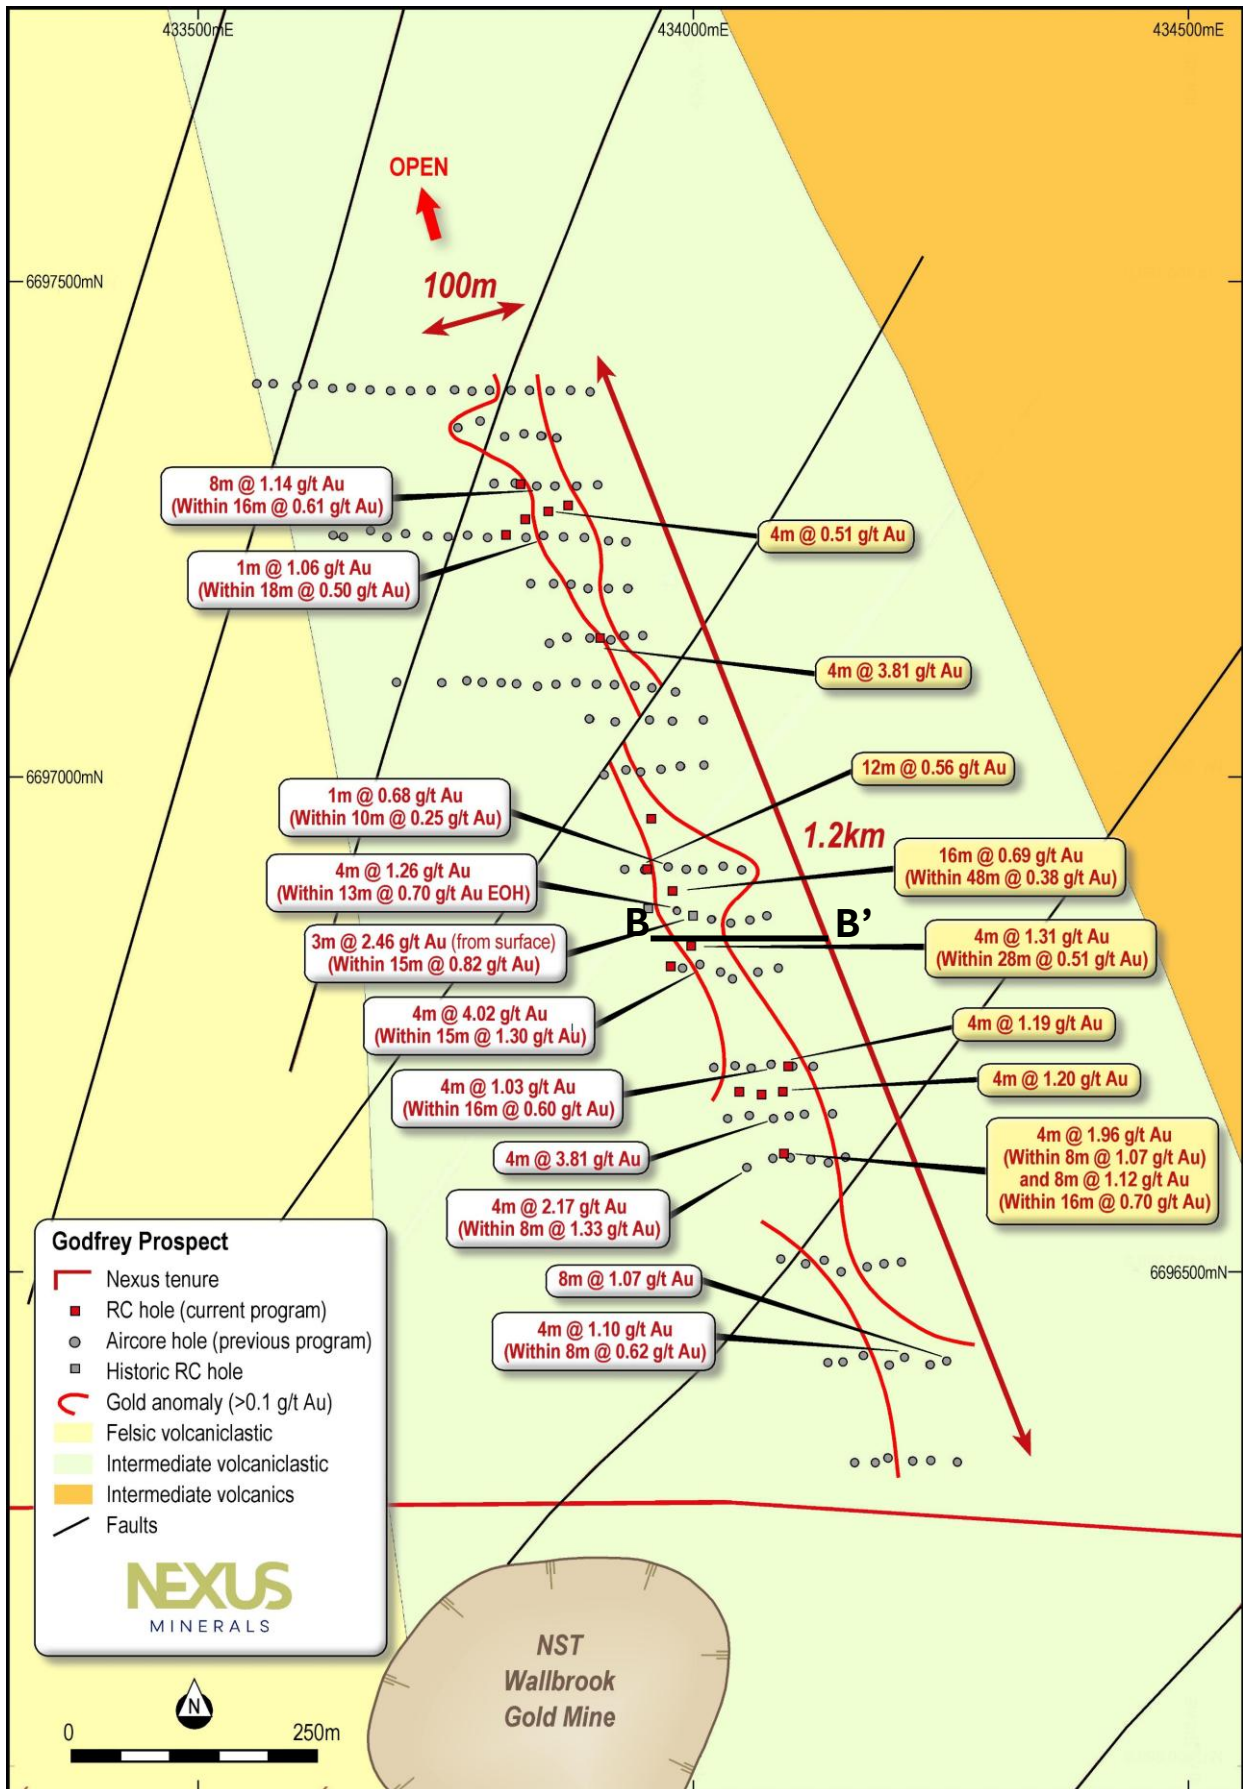 433500mE
434000mE
434500mE
OPEN
6697500mN
100m
8m @ 1.14 g/t Au
(Within 16m @ 0.61 g/t Au)
4m @ 0.51 g/t Au
1m @ 1.06 g/t Au
(Within 18m @ 0.50 g/t Au)
4m @ 3.81 g/t Au
6697000mN
12m @ 0.56 g/t Au
1m @ 0.68 g/t Au
(Within 10m @ 0.25 g/t Au)
1.2km
16m @ 0.69 g/t Au
(Within 48m @ 0.38 g/t Au)
4m @ 1.26 g/t Au
(Within 13m @ 0.70 g/t Au EOH)
B
B’
3m @ 2.46 g/t Au (from surface)
(Within 15m @ 0.82 g/t Au)
4m @ 1.31 g/t Au
(Within 28m @ 0.51 g/t Au)
4m @ 4.02 g/t Au
(Within 15m @ 1.30 g/t Au)
4m @ 1.19 g/t Au
4m @ 1.03 g/t Au
(Within 16m @ 0.60 g/t Au)
4m @ 1.20 g/t Au
4m @ 3.81 g/t Au
4m @ 1.96 g/t Au
(Within 8m @ 1.07 g/t Au)
and 8m @ 1.12 g/t Au
(Within 16m @ 0.70 g/t Au)
4m @ 2.17 g/t Au
(Within 8m @ 1.33 g/t Au)
8m @ 1.07 g/t Au
6696500mN
4m @ 1.10 g/t Au
(Within 8m @ 0.62 g/t Au)
Godfrey Prospect
Nexus tenure
RC hole (current program)
Aircore hole (previous program)
Historic RC hole
Gold anomaly (>0.1 g/t Au)
Felsic volcaniclastic
Intermediate volcaniclastic
Intermediate volcanics
Faults
NEXUS
MINERALS
NST
Wallbrook
Gold Mine
N
0
250m